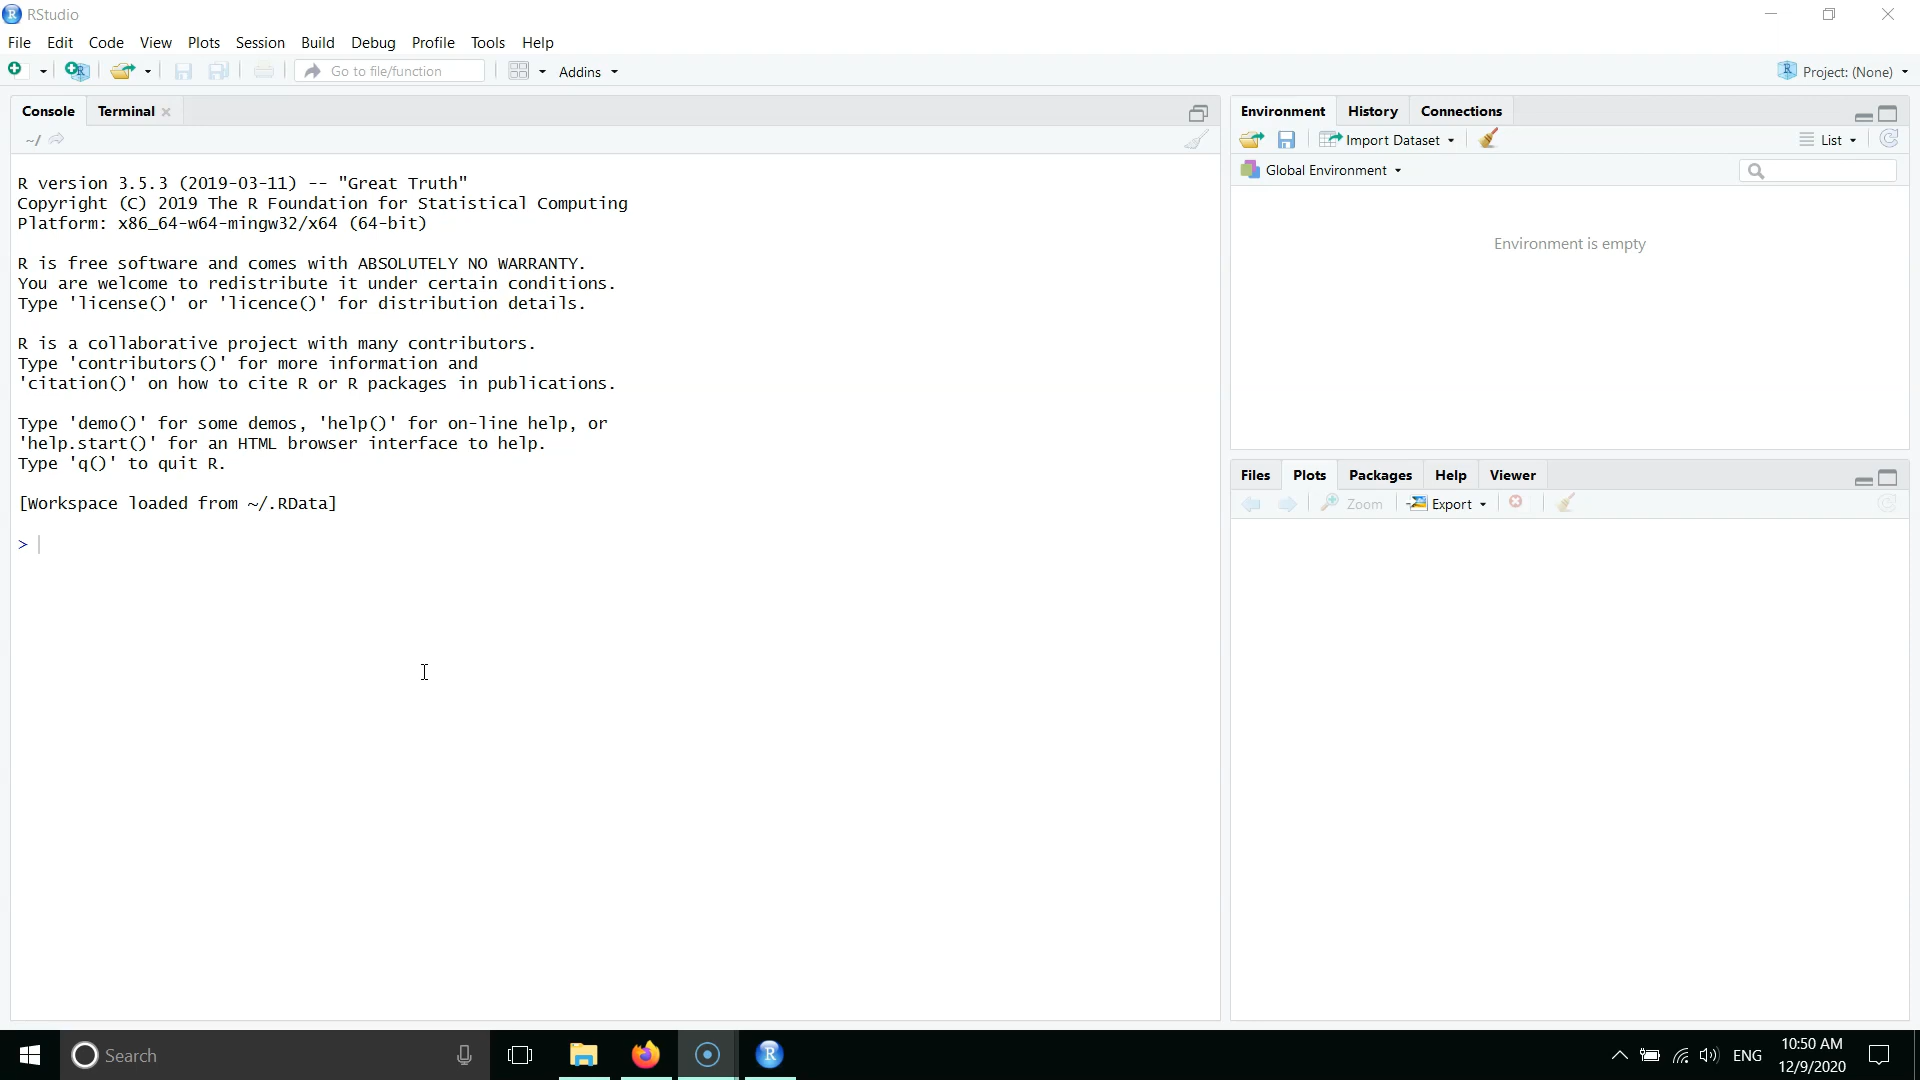 RStudio
File Edit Code View Plots Session Build Debug Profile Tools Help
Go to file/function Addins Project: (None)
Console Terminal
~/
R version 3.5.3 (2019-03-11) -- "Great Truth"
Copyright (C) 2019 The R Foundation for Statistical Computing
Platform: x86_64-w64-mingw32/x64 (64-bit)
R is free software and comes with ABSOLUTELY NO WARRANTY.
You are welcome to redistribute it under certain conditions.
Type 'license()' or 'licence()' for distribution details.
R is a collaborative project with many contributors.
Type 'contributors()' for more information and
'citation()' on how to cite R or R packages in publications.
Type 'demo()' for some demos, 'help()' for on-line help, or
'help.start()' for an HTML browser interface to help.
Type 'q()' to quit R.
[Workspace loaded from ~/.RData]
>
Environment History Connections
Import Dataset List
Global Environment
Environment is empty
Files Plots Packages Help Viewer
Zoom Export
Search ENG 10:50 AM
12/9/2020